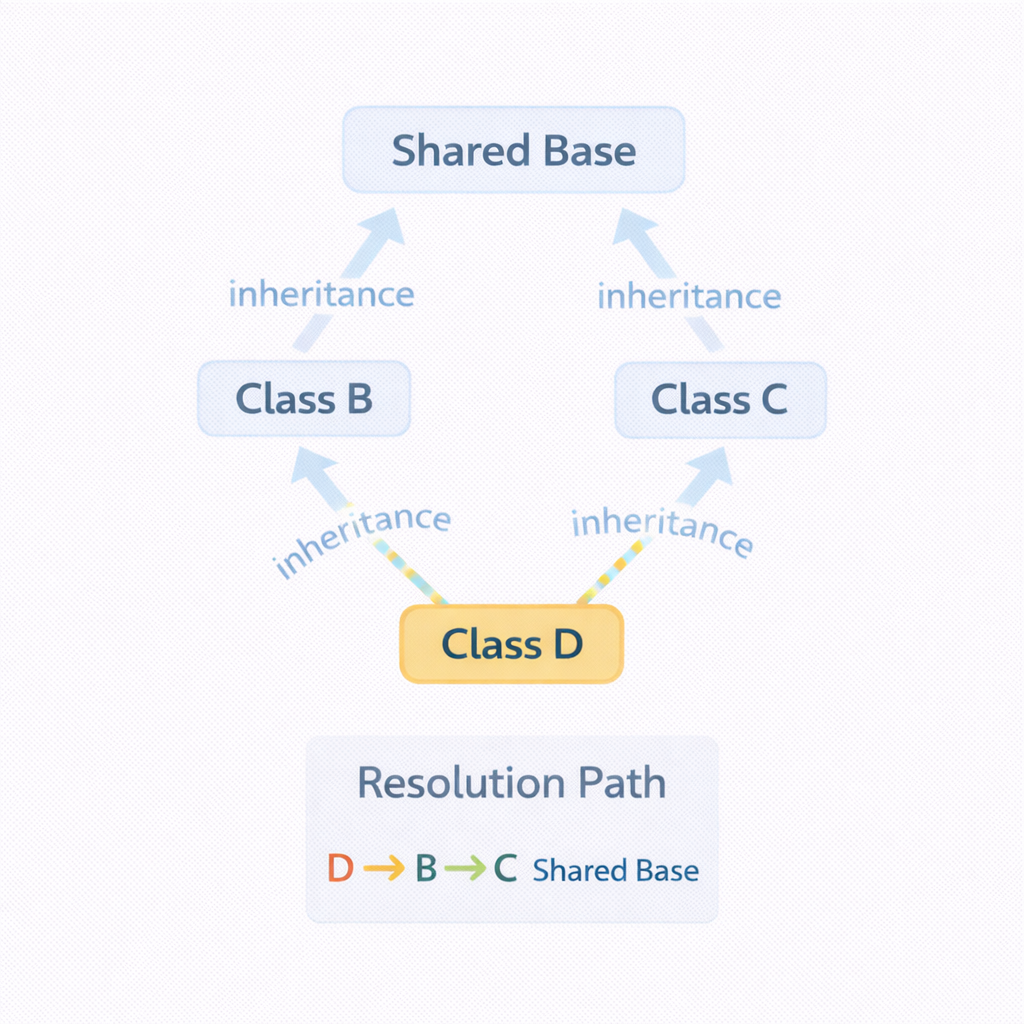 Shared Base
inheritance inheritance
Class B Class C
inheritance inheritance
Class D
Resolution Path
D → B → C Shared Base